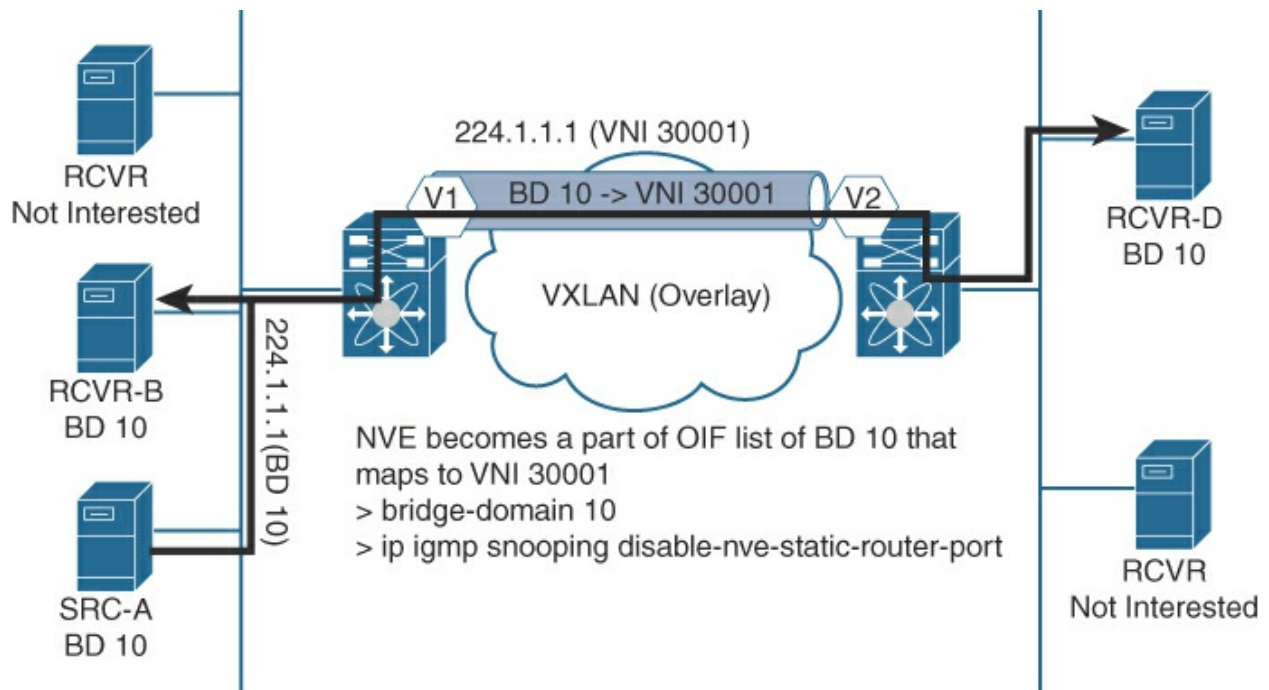 RCVR
Not Interested
224.1.1.1 (VNI 30001)
V1
BD 10 -> VNI 30001
V2
RCVR-D
BD 10
VXLAN (Overlay)
RCVR-B
BD 10
224.1.1.1(BD 10)
NVE becomes a part of OIF list of BD 10 that
maps to VNI 30001
> bridge-domain 10
> ip igmp snooping disable-nve-static-router-port
SRC-A
BD 10
RCVR
Not Interested